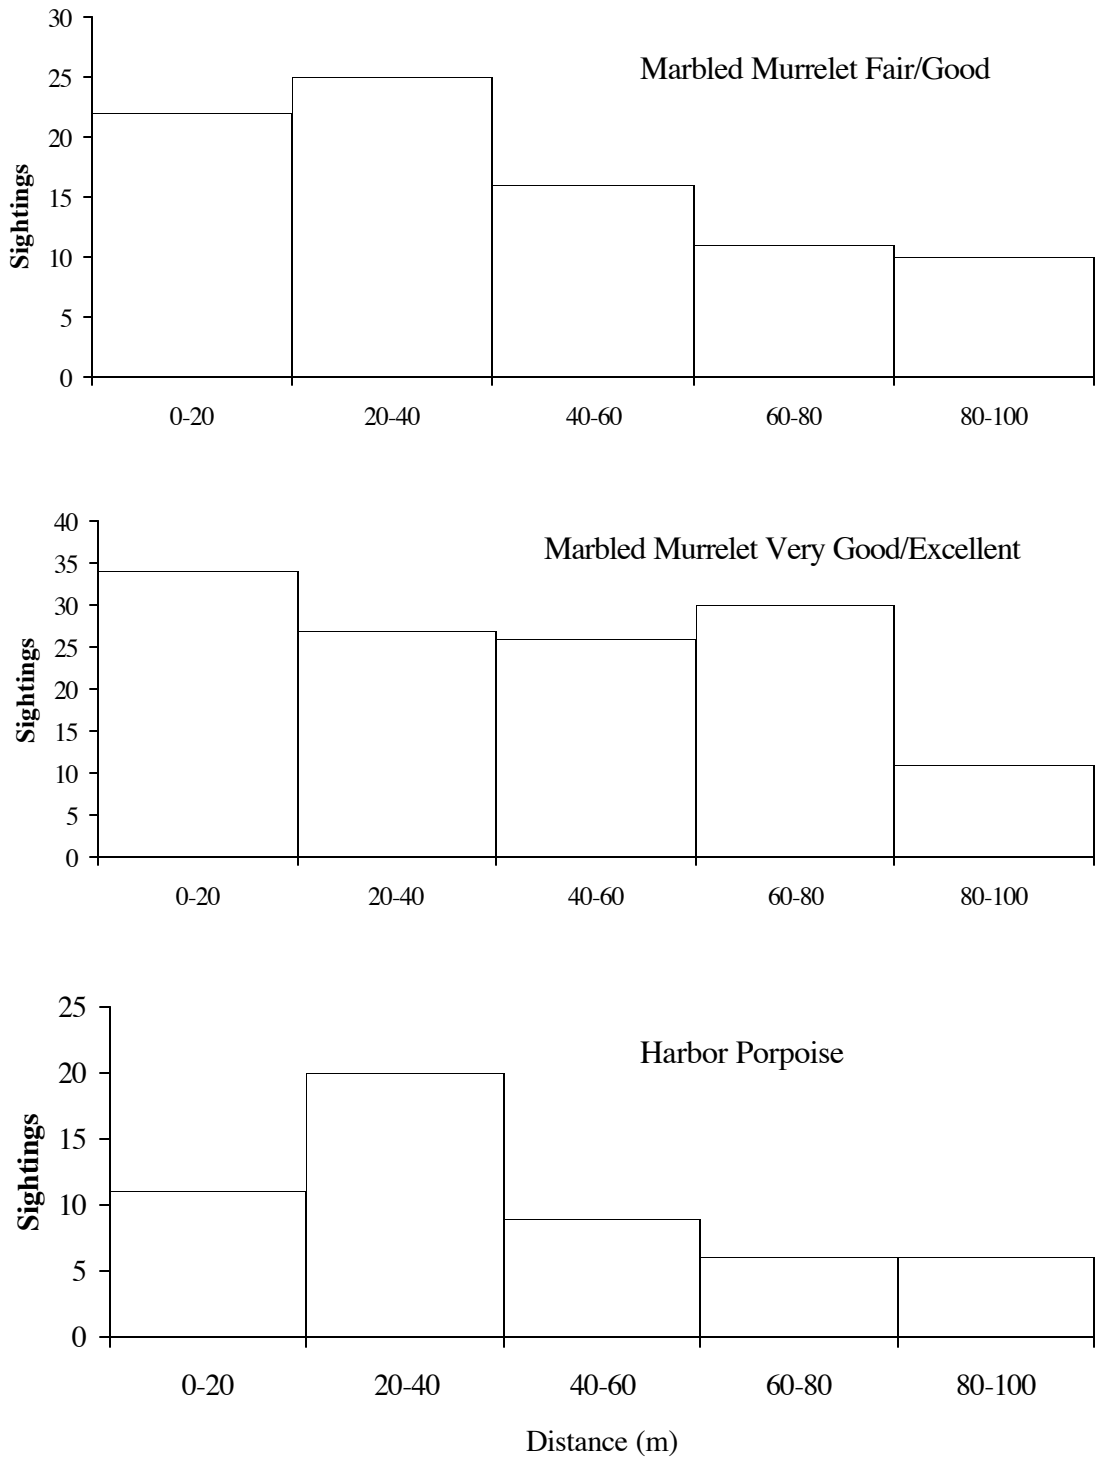 30
Marbled Murrelet Fair/Good
25
20
15
10
5
0
Sightings
0-20 20-40 40-60 60-80 80-100
40
Marbled Murrelet Very Good/Excellent
35
30
25
20
15
10
5
0
Sightings
0-20 20-40 40-60 60-80 80-100
25
Harbor Porpoise
20
15
10
5
0
Sightings
0-20 20-40 40-60 60-80 80-100
Distance (m)